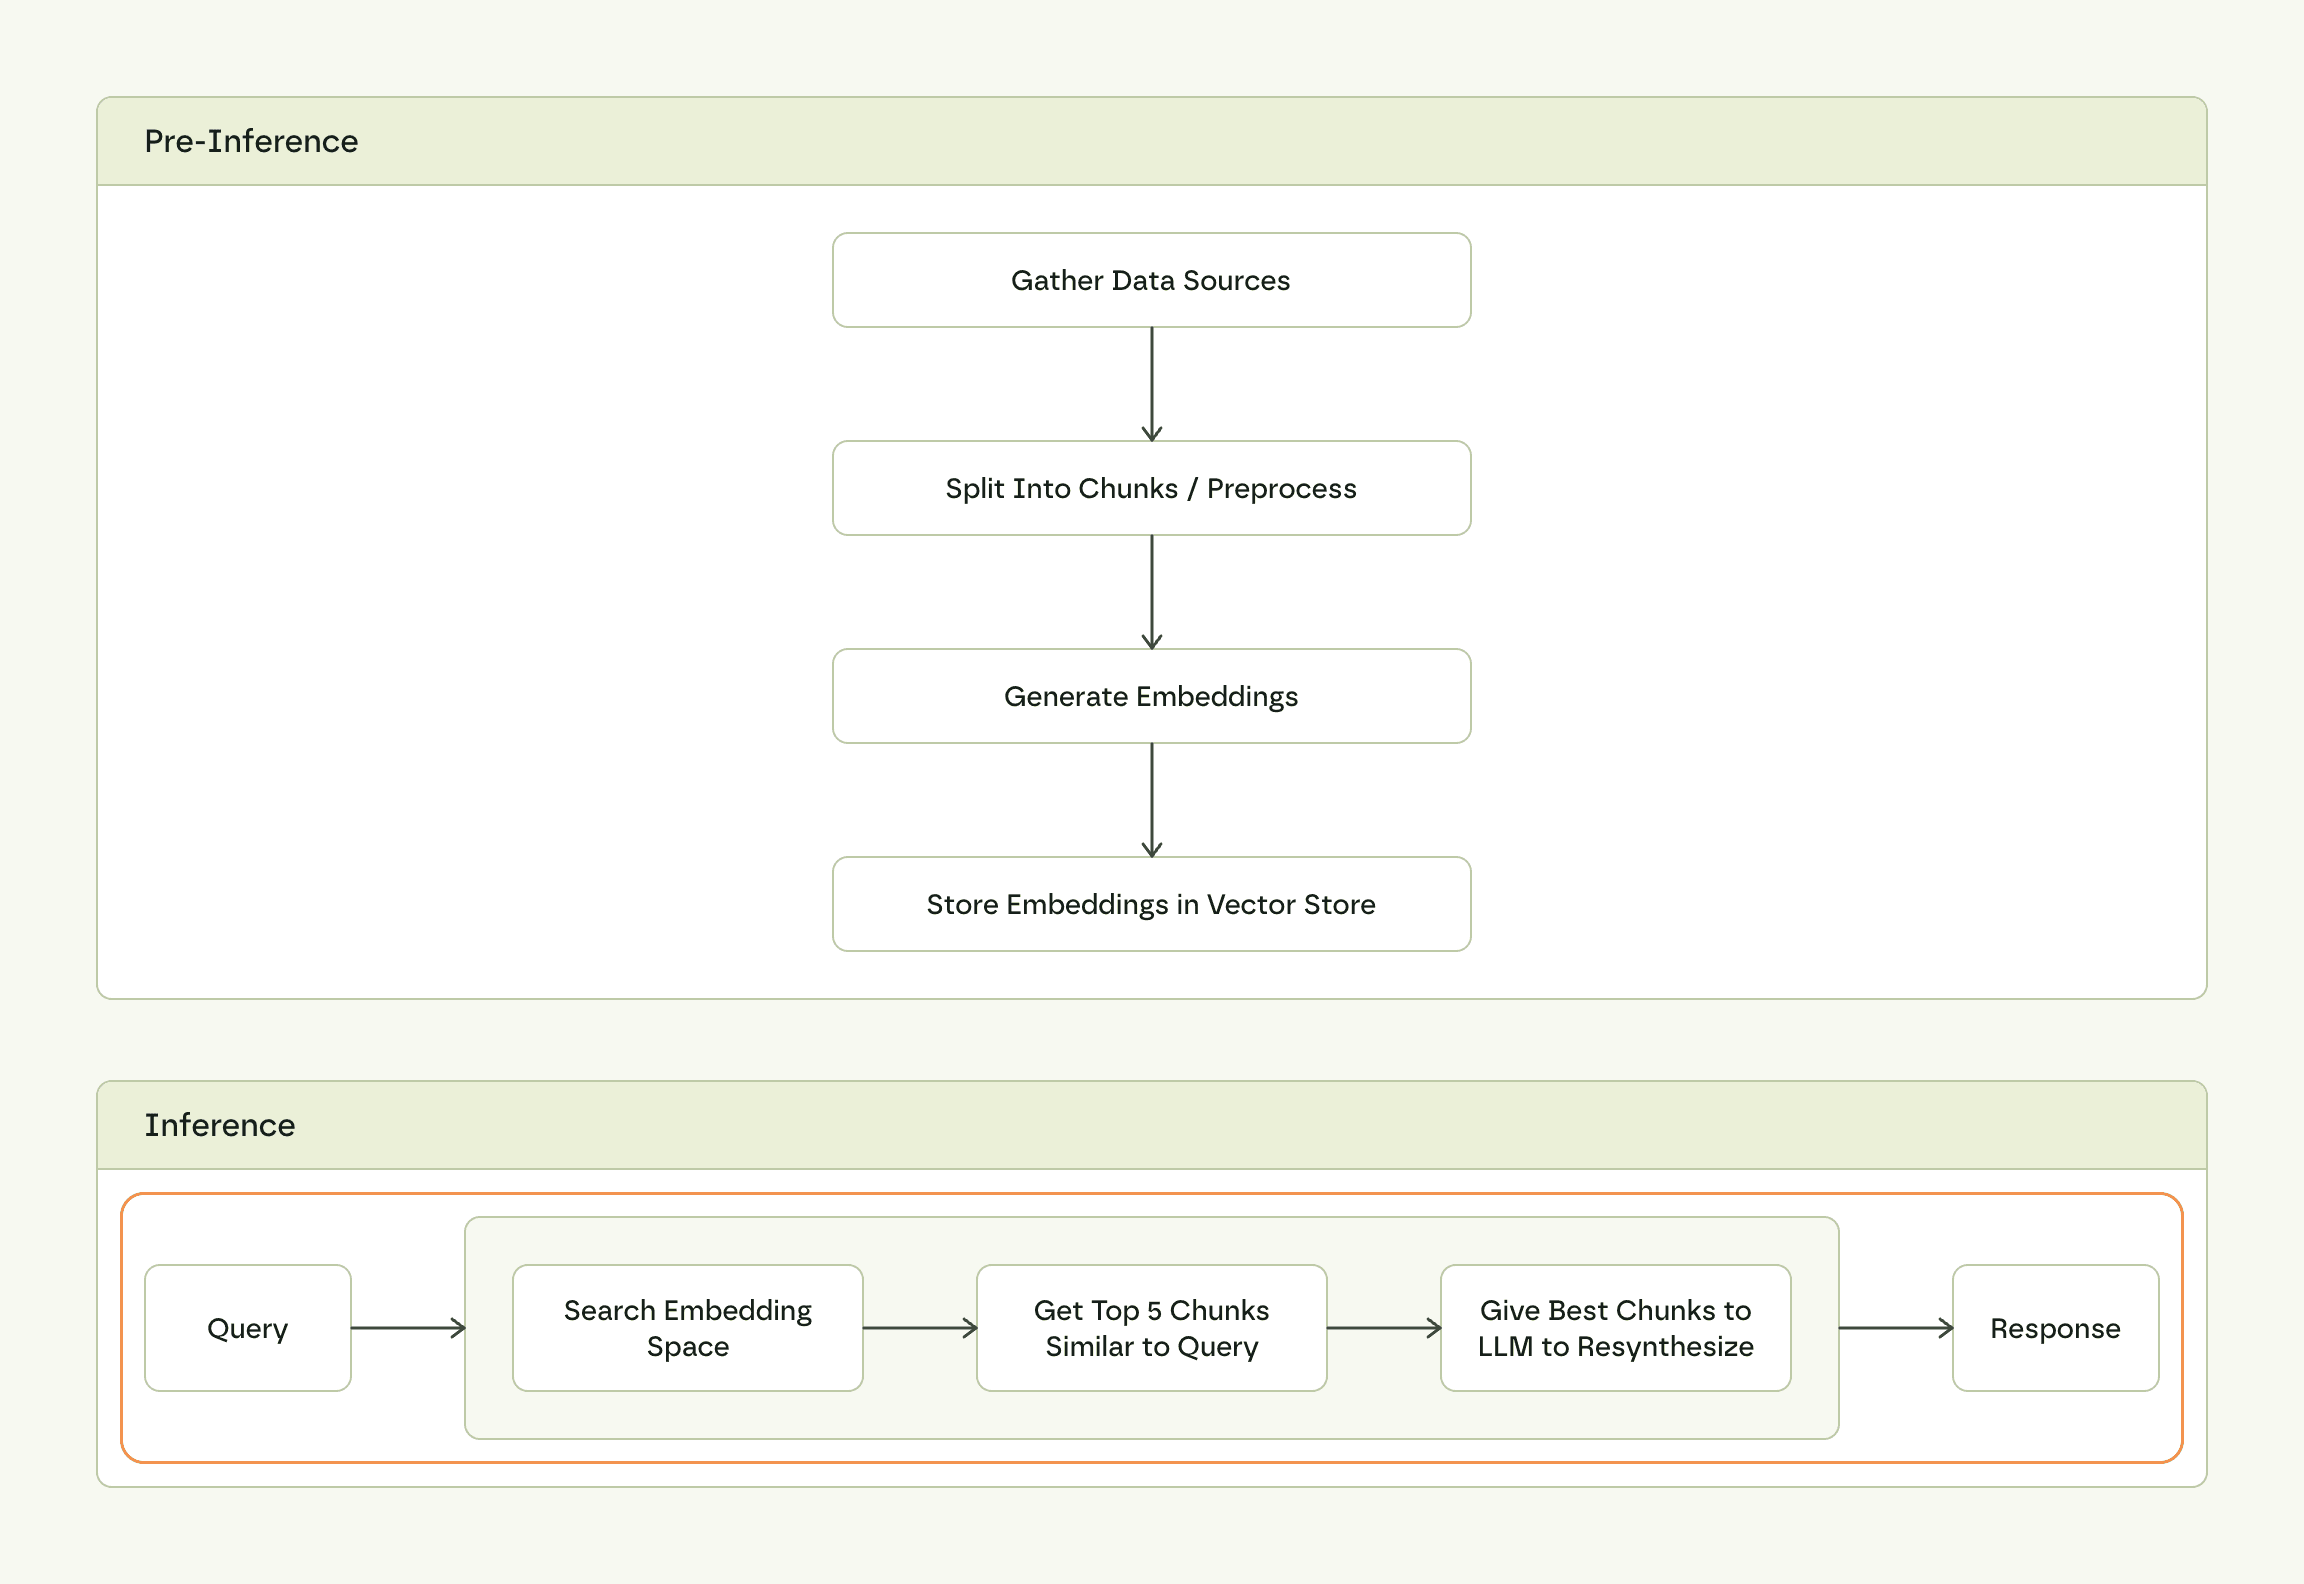 Pre-Inference
Gather Data Sources
Split Into Chunks / Preprocess
Generate Embeddings
Store Embeddings in Vector Store
Inference
Query
Search Embedding
Space
Get Top 5 Chunks
Similar to Query
Give Best Chunks to
LLM to Resynthesize
Response